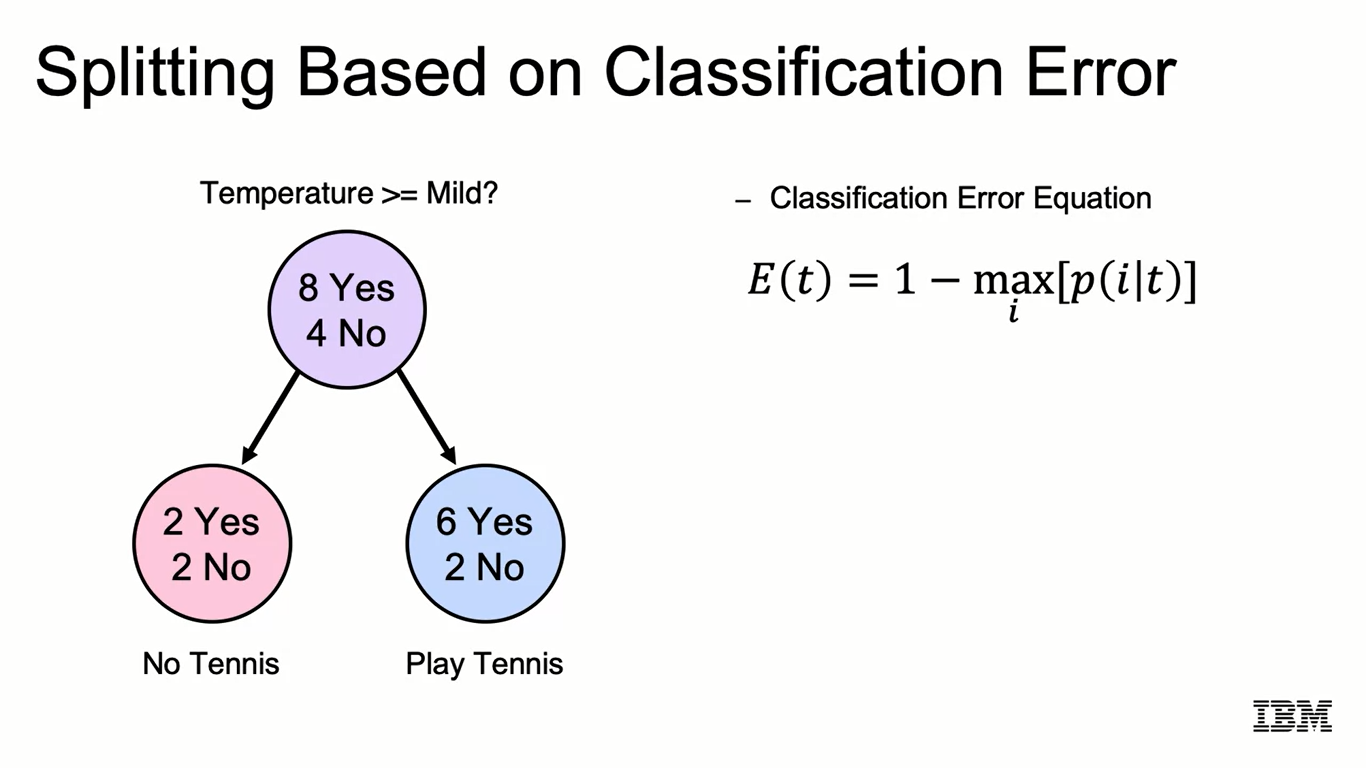 Splitting Based on Classification Error
Temperature >= Mild?
8 Yes
4 No
2 Yes
2 No
No Tennis
6 Yes
2 No
Play Tennis
– Classification Error Equation
E(t) = 1 − max[p(i|t)]
i
IBM